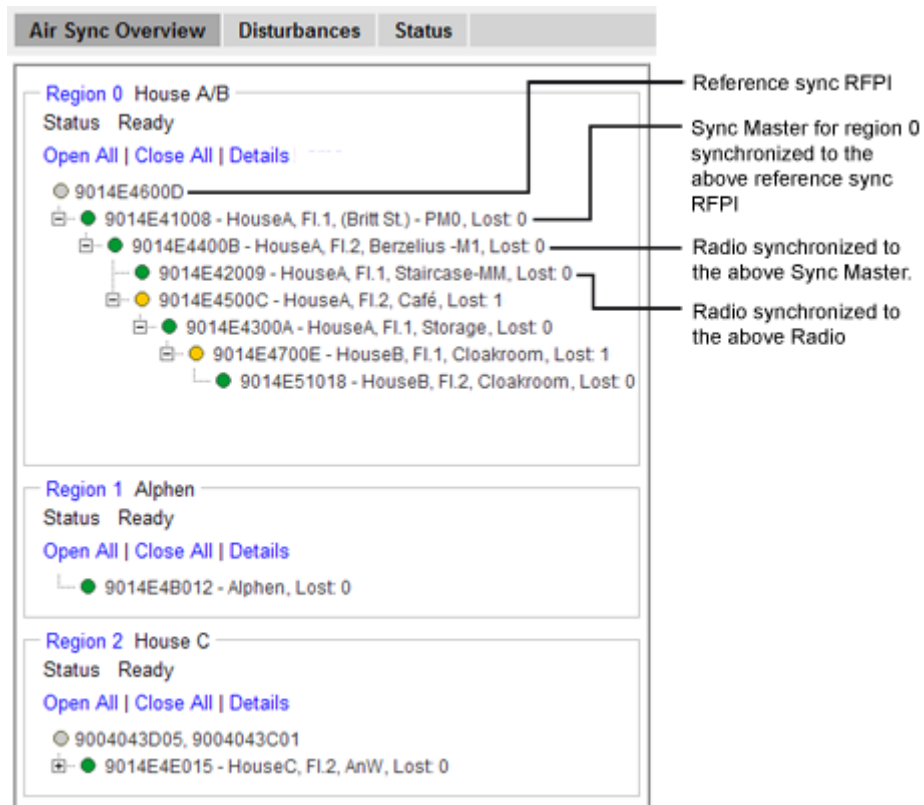 Air Sync Overview Disturbances Status
Region 0 House A/B
Status Ready
Open All | Close All | Details
9014E4600D
9014E41008 - HouseA, Fl.1, (Britt St.) - PM0, Lost: 0
9014E4400B - HouseA, Fl.2, Berzelius -M1, Lost: 0
9014E42009 - HouseA, Fl.1, Staircase-MM, Lost: 0
9014E4500C - HouseA, Fl.2, Café, Lost: 1
9014E4300A - HouseA, Fl.1, Storage, Lost: 0
9014E4700E - HouseB, Fl.1, Cloakroom, Lost: 1
9014E51018 - HouseB, Fl.2, Cloakroom, Lost: 0
Region 1 Alphen
Status Ready
Open All | Close All | Details
9014E4B012 - Alphen, Lost: 0
Region 2 House C
Status Ready
Open All | Close All | Details
9004043D05, 9004043C01
9014E4E015 - HouseC, Fl.2, AnW, Lost: 0
Reference sync RFPI
Sync Master for region 0
synchronized to the
above reference sync
RFPI
Radio synchronized to
the above Sync Master.
Radio synchronized to
the above Radio